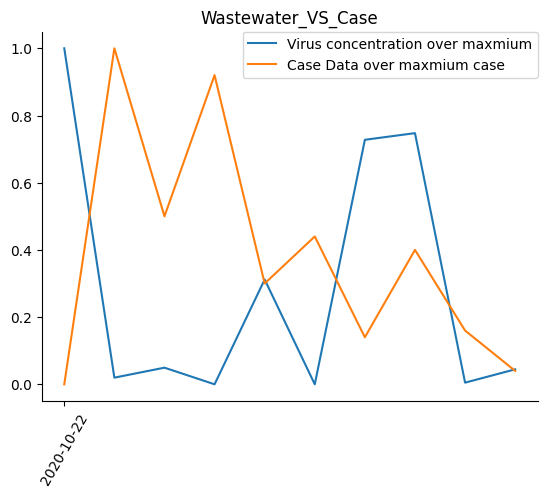 Wastewater_VS_Case
Virus concentration over maxmium
Case Data over maxmium case
1.0
0.8
0.6
0.4
0.2
0.0
2020-10-22